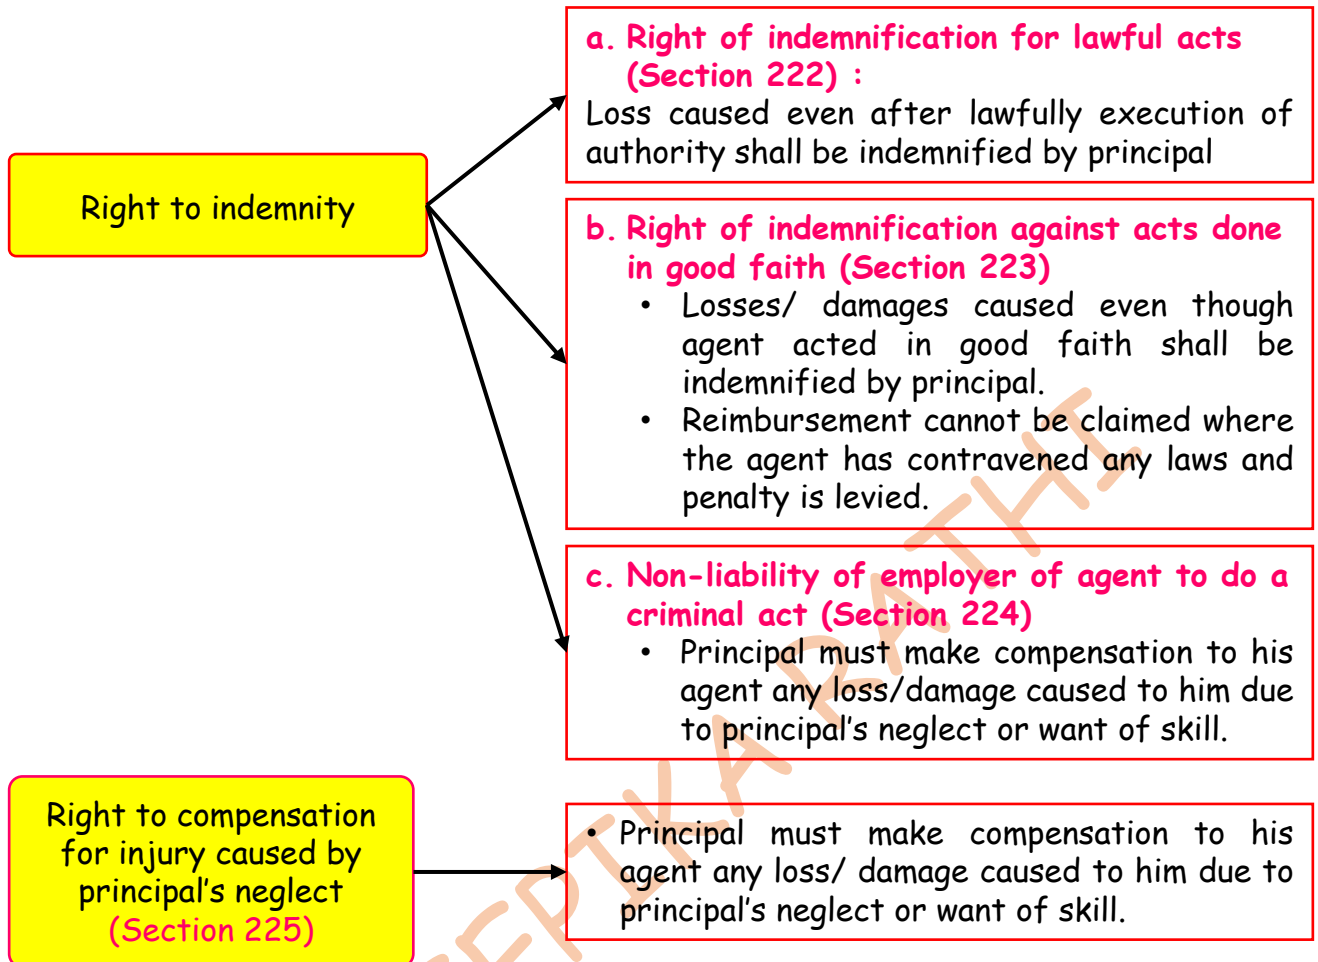 a. Right of indemnification for lawful acts
(Section 222) :
Loss caused even after lawfully execution of
authority shall be indemnified by principal
Right to indemnity
b. Right of indemnification against acts done
in good faith (Section 223)
• Losses/ damages caused even though
agent acted in good faith shall be
indemnified by principal.
• Reimbursement cannot be claimed where
the agent has contravened any laws and
penalty is levied.
c. Non-liability of employer of agent to do a
criminal act (Section 224)
• Principal must make compensation to his
agent any loss/damage caused to him due
to principal's neglect or want of skill.
Right to compensation
for injury caused by
principal's neglect
(Section 225)
• Principal must make compensation to his
agent any loss/ damage caused to him due to
principal's neglect or want of skill.
EPIKA RATHI